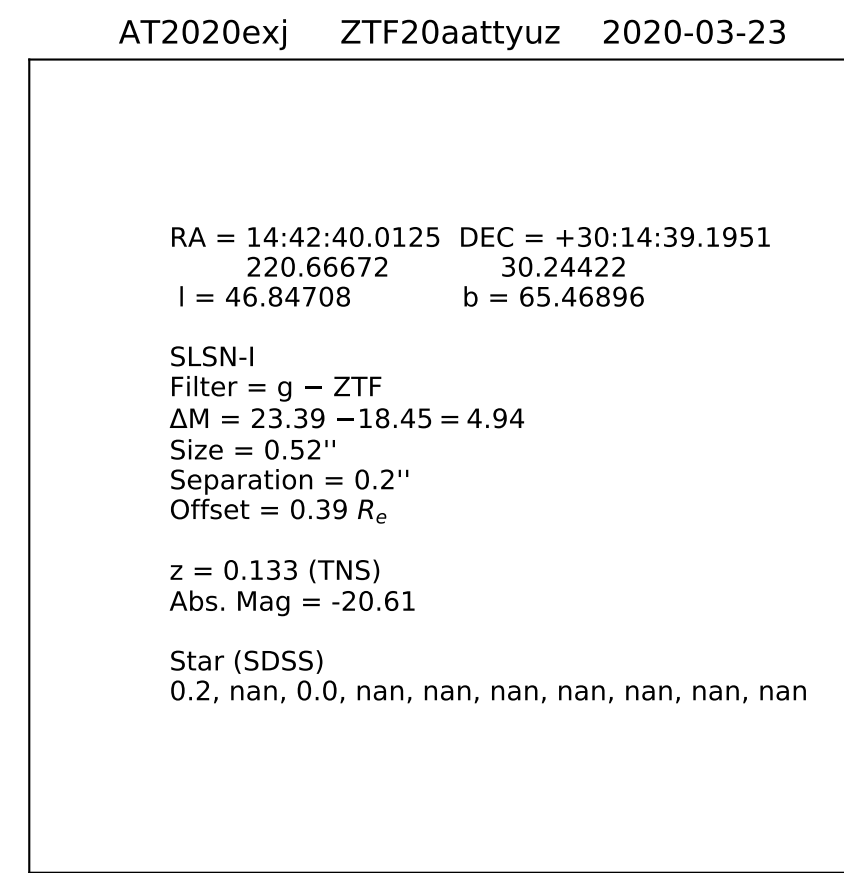 AT2020exj ZTF20aattyuz 2020-03-23
RA = 14:42:40.0125 DEC = +30:14:39.1951
220.66672 30.24422
l = 46.84708 b = 65.46896
SLSN-I
Filter = g − ZTF
ΔM = 23.39 −18.45 = 4.94
Size = 0.52''
Separation = 0.2''
Offset = 0.39 Rₑ
z = 0.133 (TNS)
Abs. Mag = -20.61
Star (SDSS)
0.2, nan, 0.0, nan, nan, nan, nan, nan, nan, nan